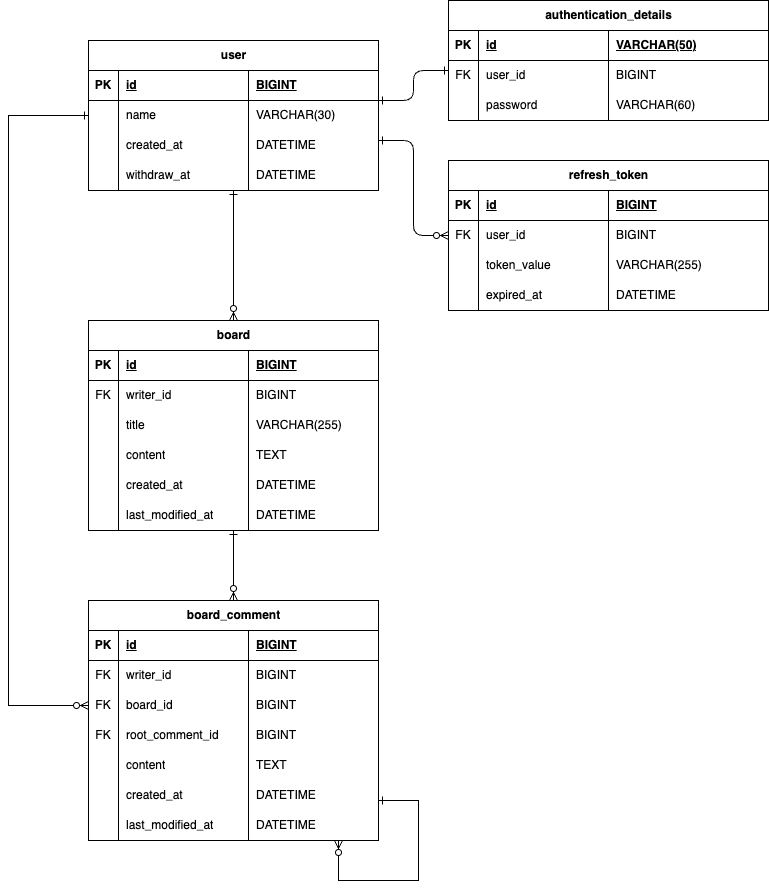 authentication_details
PK id VARCHAR(50)
FK user_id BIGINT
password VARCHAR(60)
user
PK id BIGINT
name VARCHAR(30)
created_at DATETIME
withdraw_at DATETIME
refresh_token
PK id BIGINT
FK user_id BIGINT
token_value VARCHAR(255)
expired_at DATETIME
board
PK id BIGINT
FK writer_id BIGINT
title VARCHAR(255)
content TEXT
created_at DATETIME
last_modified_at DATETIME
board_comment
PK id BIGINT
FK writer_id BIGINT
FK board_id BIGINT
FK root_comment_id BIGINT
content TEXT
created_at DATETIME
last_modified_at DATETIME